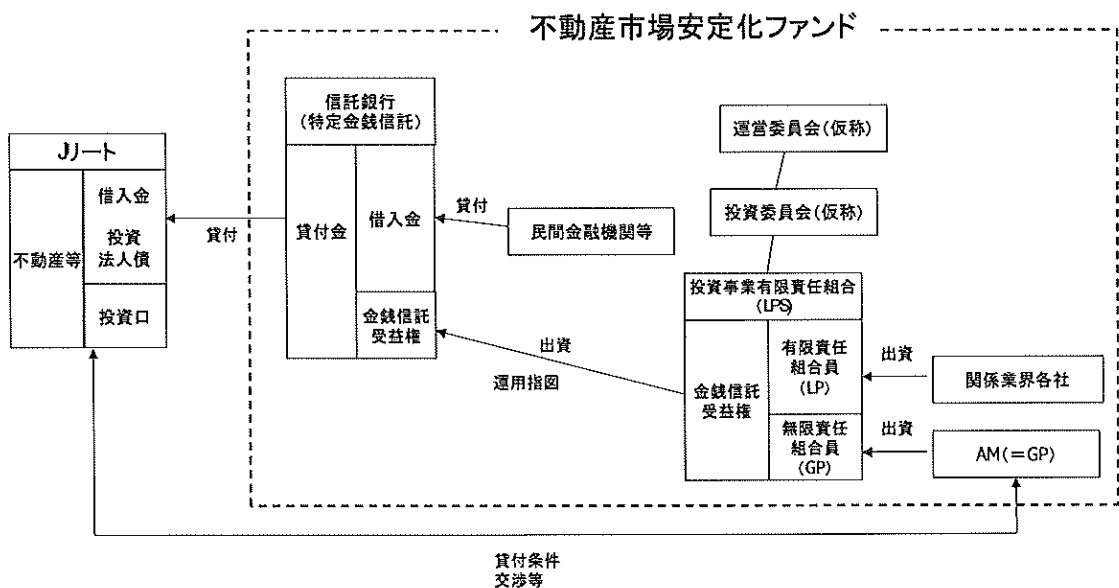 不動産市場安定化ファンド
信託銀行
(特定金銭信託)
貸付金
借入金
金銭信託
受益権
Jリート
不動産等
借入金
投資
法人債
投資口
貸付
貸付
民間金融機関等
運営委員会(仮称)
投資委員会(仮称)
投資事業有限責任組合
(LPS)
金銭信託
受益権
有限責任
組合員
(LP)
無限責任
組合員
(GP)
出資
運用指図
出資
関係業界各社
出資
AM(=GP)
貸付条件
交渉等